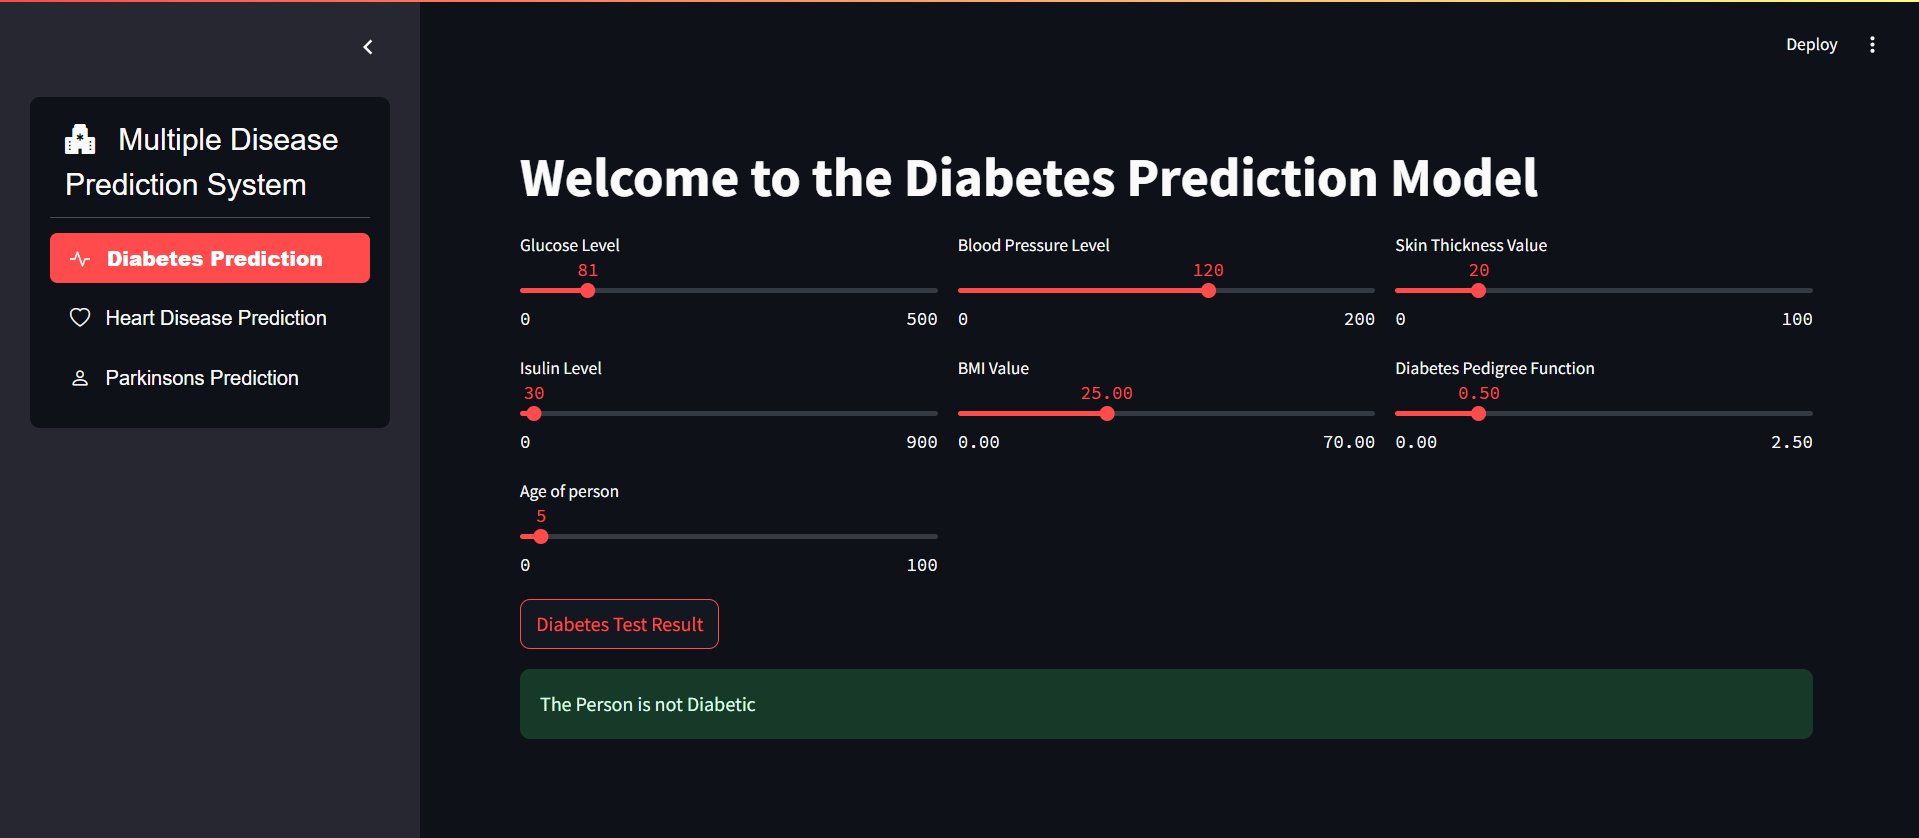 Deploy
Multiple Disease
Prediction System
Diabetes Prediction
Heart Disease Prediction
Parkinsons Prediction
Welcome to the Diabetes Prediction Model
Glucose Level
81
0 500
Blood Pressure Level
120
0 200
Skin Thickness Value
20
0 100
Isulin Level
30
0 900
BMI Value
25.00
0.00 70.00
Diabetes Pedigree Function
0.50
0.00 2.50
Age of person
5
0 100
Diabetes Test Result
The Person is not Diabetic